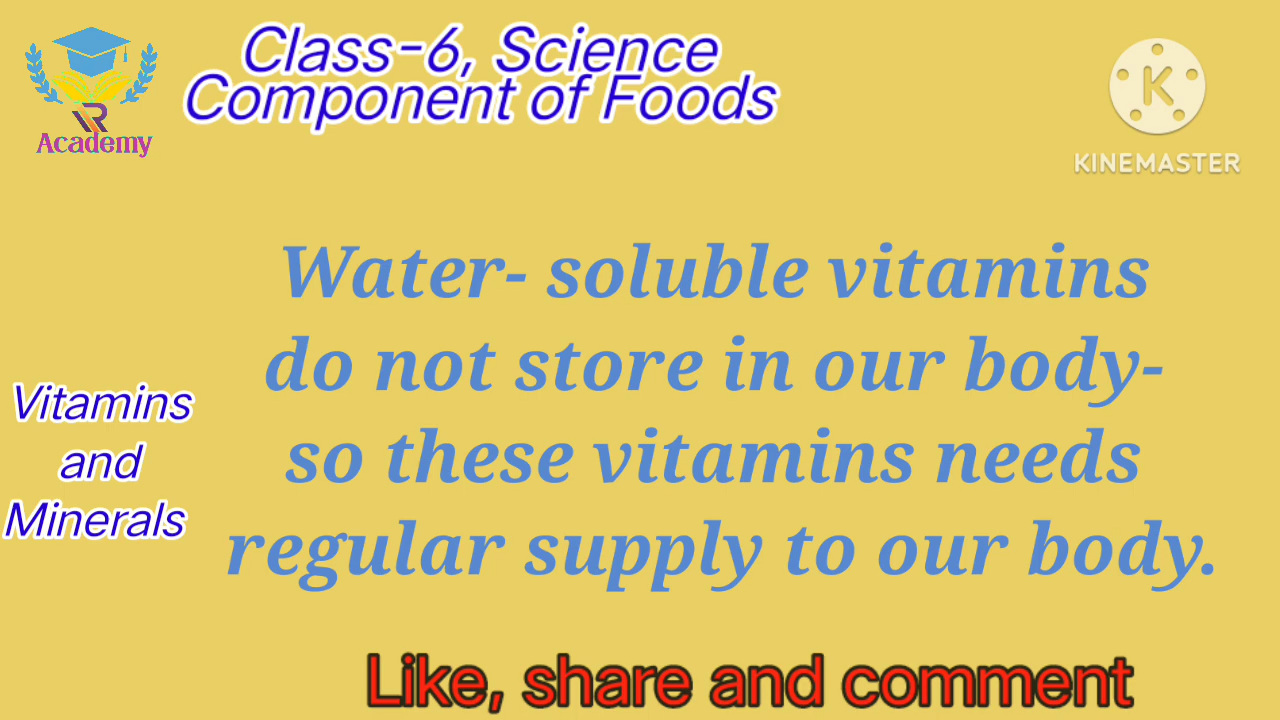 Class-6, Science
Component of Foods
R
Academy
K
KINEMASTER
Water- soluble vitamins
do not store in our body-
so these vitamins needs
regular supply to our body.
Vitamins
and
Minerals
Like, share and comment